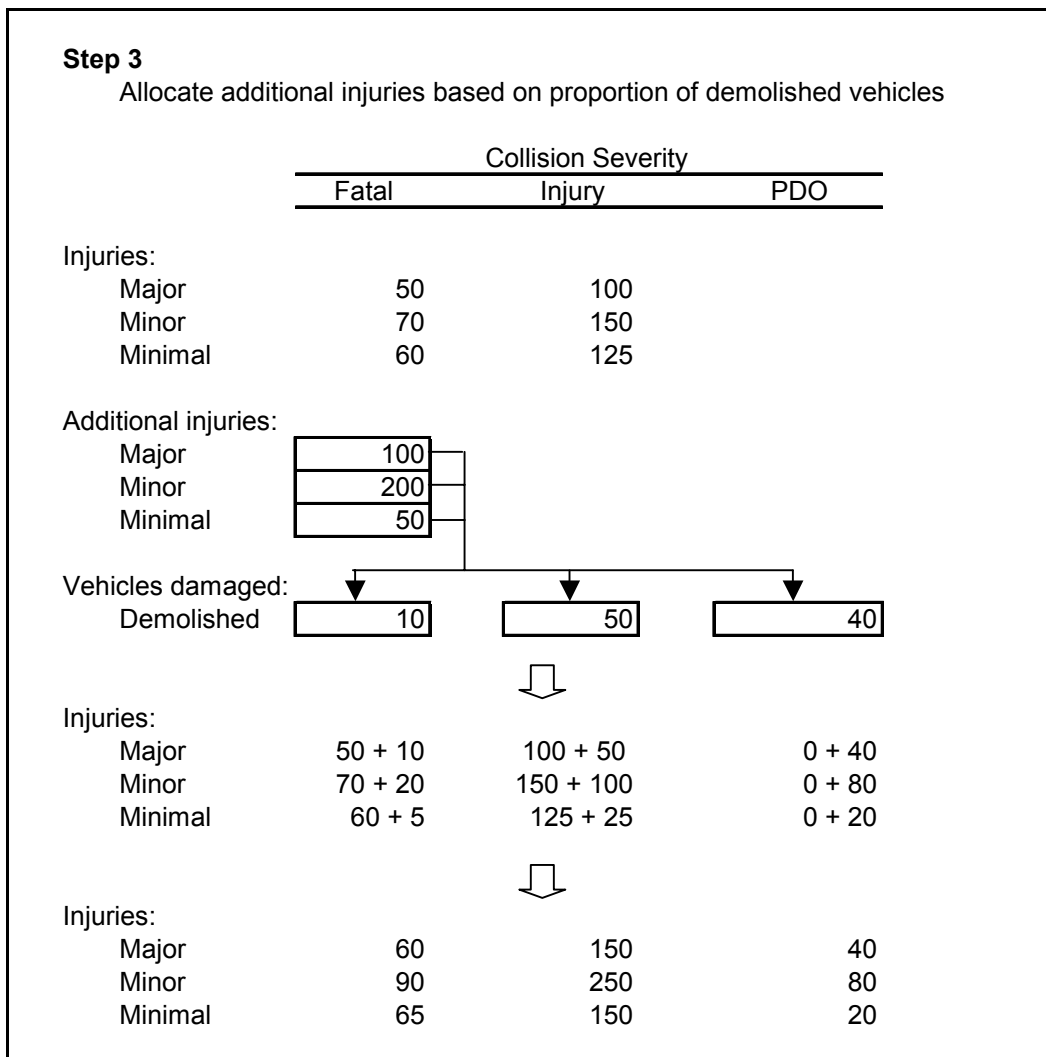 Step 3
Allocate additional injuries based on proportion of demolished vehicles
Collision Severity
Fatal Injury PDO
Injuries:
Major 50 100
Minor 70 150
Minimal 60 125
Additional injuries:
Major 100
Minor 200
Minimal 50
Vehicles damaged:
Demolished 10 50 40
Injuries:
Major 50 + 10 100 + 50 0 + 40
Minor 70 + 20 150 + 100 0 + 80
Minimal 60 + 5 125 + 25 0 + 20
Injuries:
Major 60 150 40
Minor 90 250 80
Minimal 65 150 20